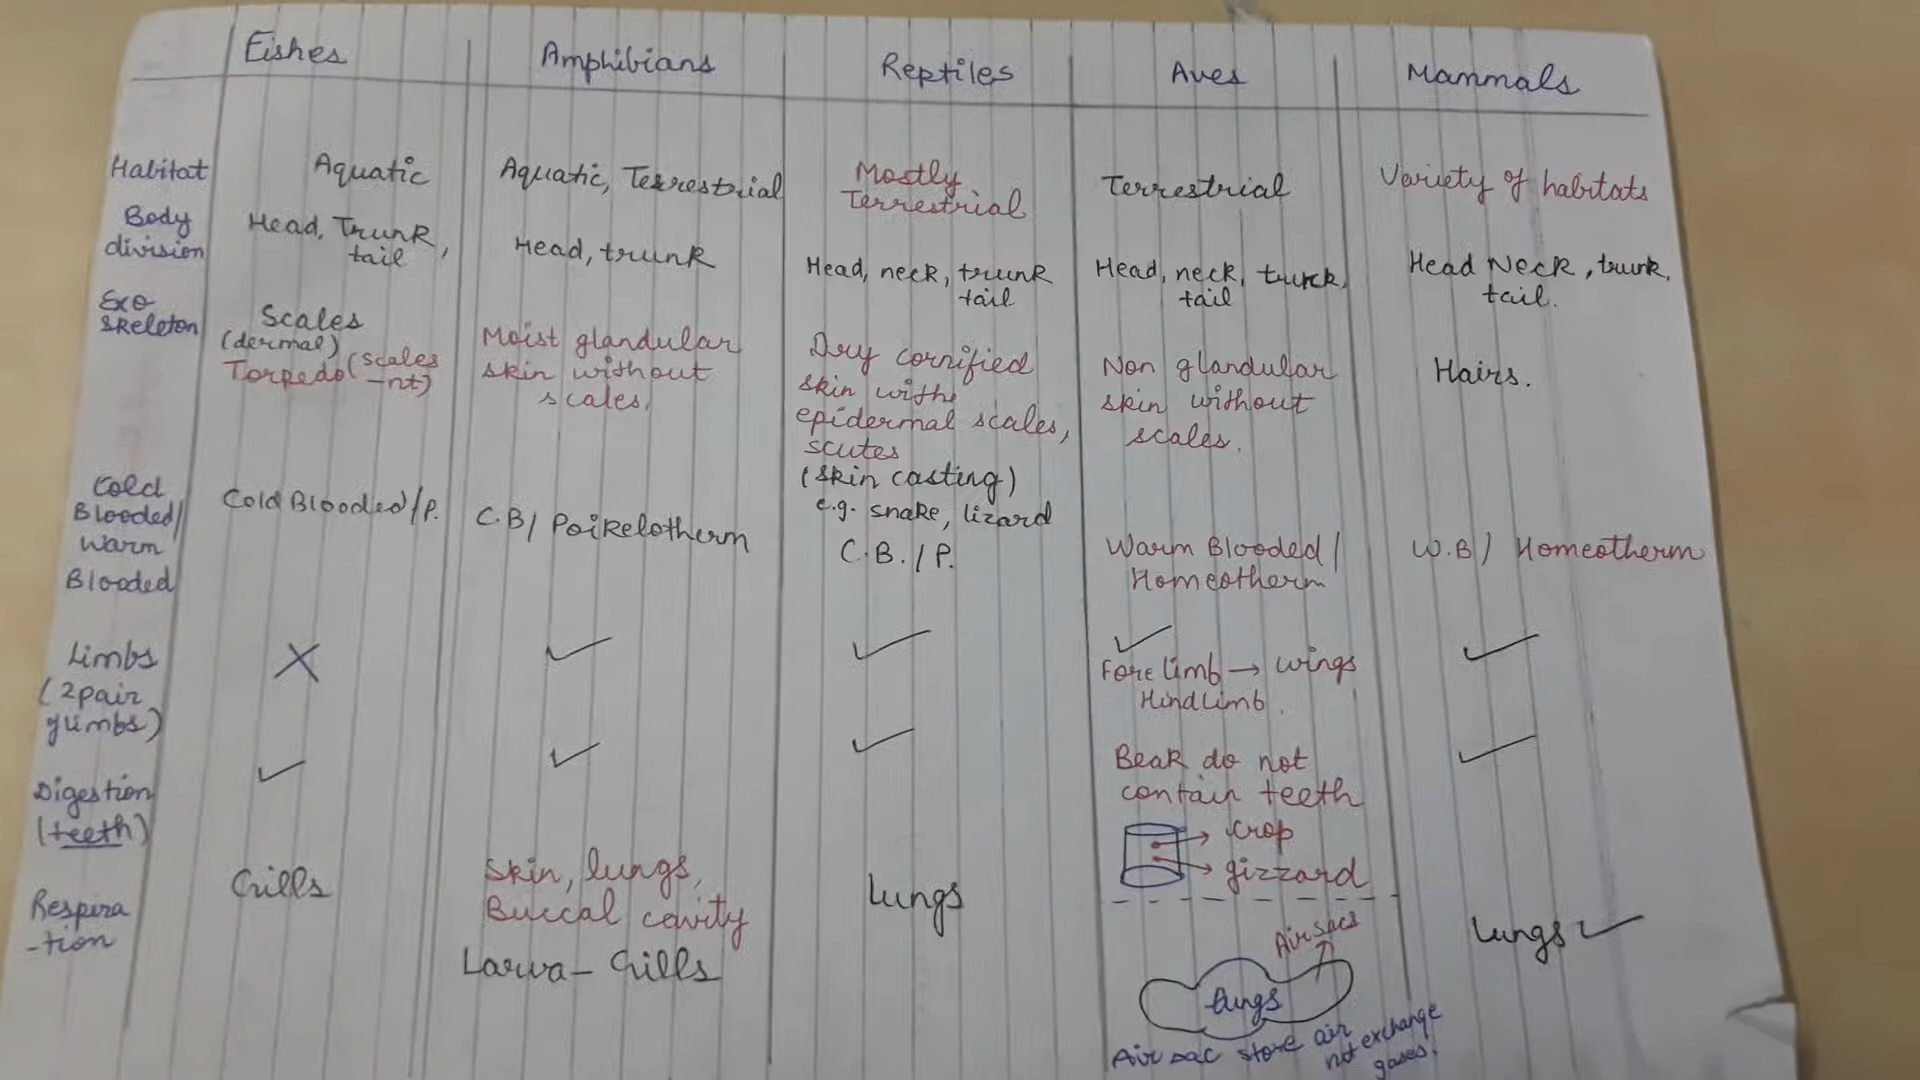 Fishes Amphibians Reptiles Aves Mammals
Habitat Aquatic Aquatic, Terrestrial Mostly Terrestrial Terrestrial Variety of habitats
Body division Head, Trunk, tail Head, trunk Head, neck, trunk tail Head, neck, turck, tail Head Neck, trunk, tail.
Exo skeleton Scales (dermal) Torpedo (scales -nt) Moist glandular skin without scales. Dry cornified skin with epidermal scales, scutes (skin casting) e.g. snake, lizard Non glandular skin without scales. Hairs.
Cold Blooded/ Warm Blooded Cold Blooded/P. C.B/ Poikelotherm C.B./P. Warm Blooded/ Homeotherm W.B/ Homeotherm
Limbs (2pair of limbs) X ✓ ✓ ✓ Fore limb → wings Hindlimb. ✓
Digestion (teeth) ✓ ✓ ✓ Beak do not contain teeth ✓
→ crop
→ gizzard
Respira -tion Gills Skin, lungs, Buccal cavity Larva - Gills Lungs Lungs ✓
Air sacs
lungs
Air sac store air not exchange gases.